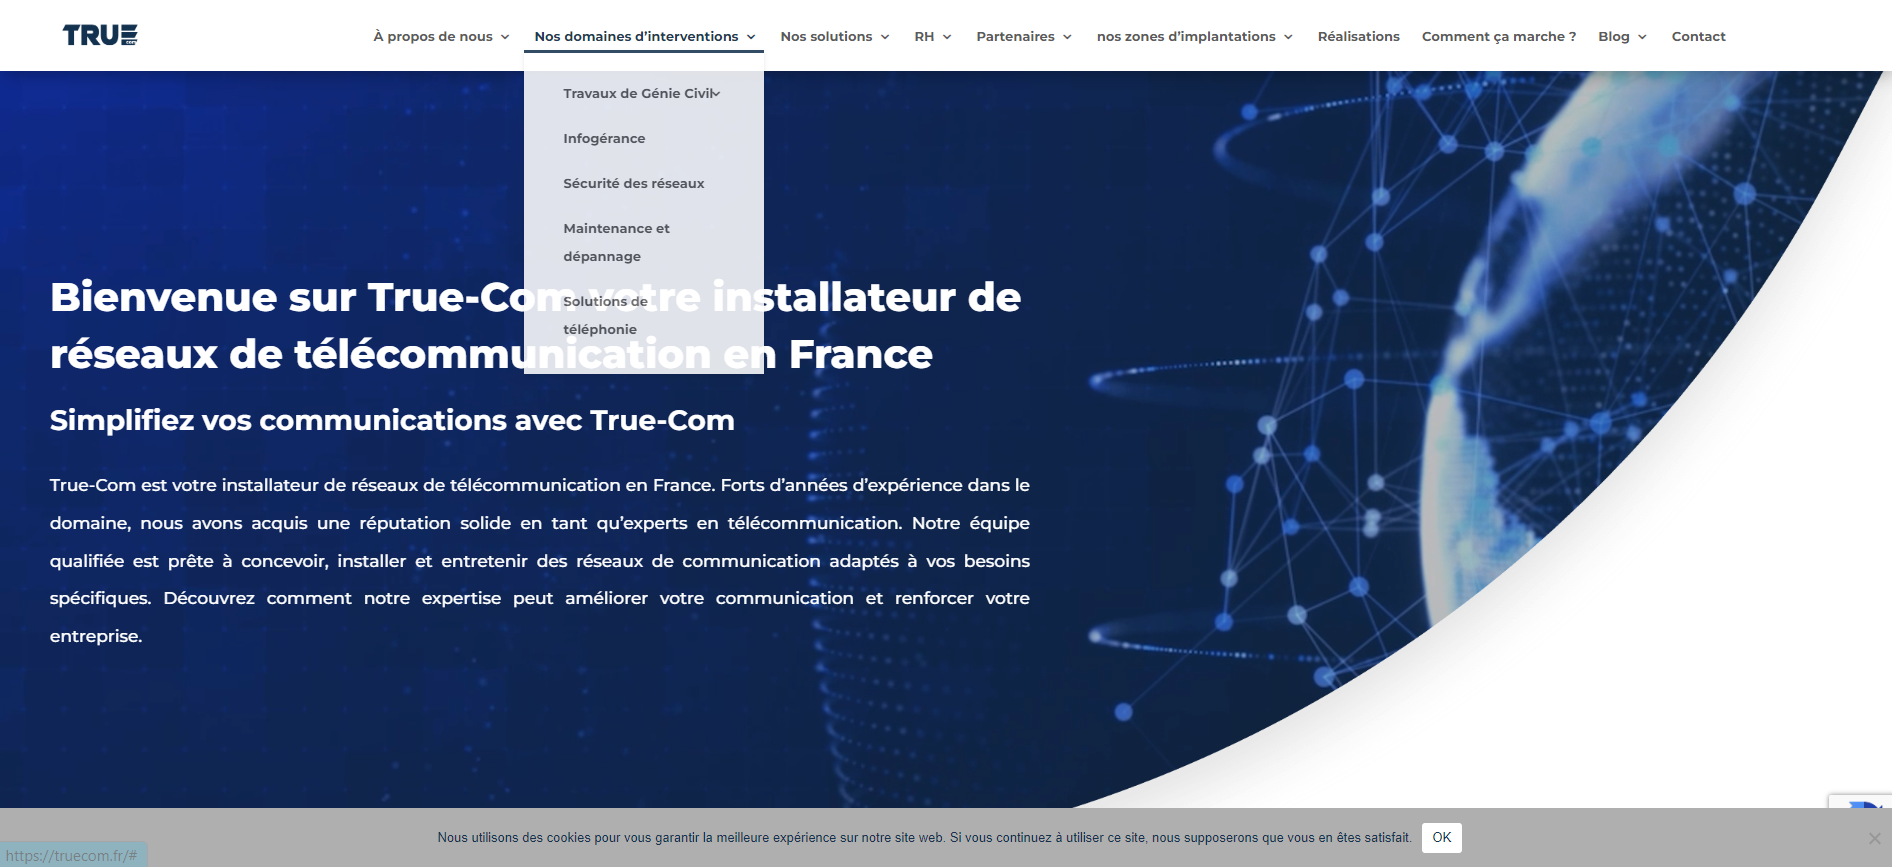 TRUE
com
À propos de nous
Nos domaines d’interventions
Nos solutions
RH
Partenaires
nos zones d’implantations
Réalisations
Comment ça marche ?
Blog
Contact
Travaux de Génie Civil
Infogérance
Sécurité des réseaux
Maintenance et
dépannage
Solutions de
téléphonie
Bienvenue sur True-Com votre installateur de
réseaux de télécommunication en France
Simplifiez vos communications avec True-Com
True-Com est votre installateur de réseaux de télécommunication en France. Forts d’années d’expérience dans le
domaine, nous avons acquis une réputation solide en tant qu’experts en télécommunication. Notre équipe
qualifiée est prête à concevoir, installer et entretenir des réseaux de communication adaptés à vos besoins
spécifiques. Découvrez comment notre expertise peut améliorer votre communication et renforcer votre
entreprise.
Nous utilisons des cookies pour vous garantir la meilleure expérience sur notre site web. Si vous continuez à utiliser ce site, nous supposerons que vous en êtes satisfait.
OK
https://truecom.fr/#